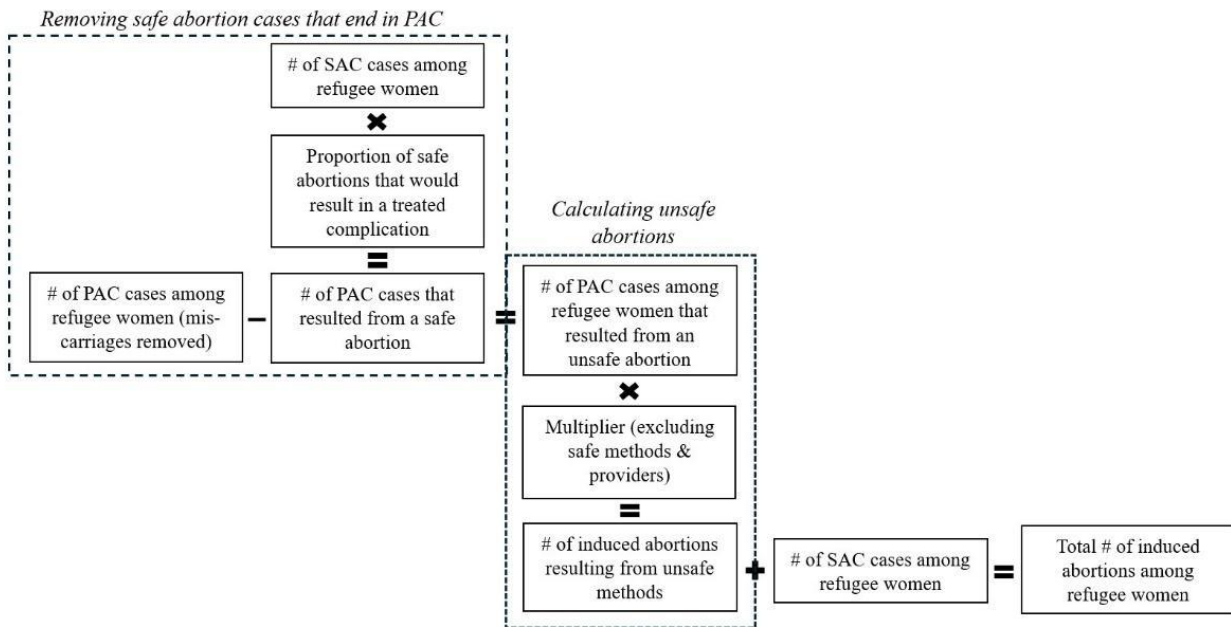 Removing safe abortion cases that end in PAC
# of SAC cases among
refugee women
×
Proportion of safe
abortions that would
result in a treated
complication
=
# of PAC cases among
refugee women (mis-
carriages removed)
−
# of PAC cases that
resulted from a safe
abortion
=
Calculating unsafe
abortions
# of PAC cases among
refugee women that
resulted from an
unsafe abortion
×
Multiplier (excluding
safe methods &
providers)
=
# of induced abortions
resulting from unsafe
methods
+
# of SAC cases among
refugee women
=
Total # of induced
abortions among
refugee women